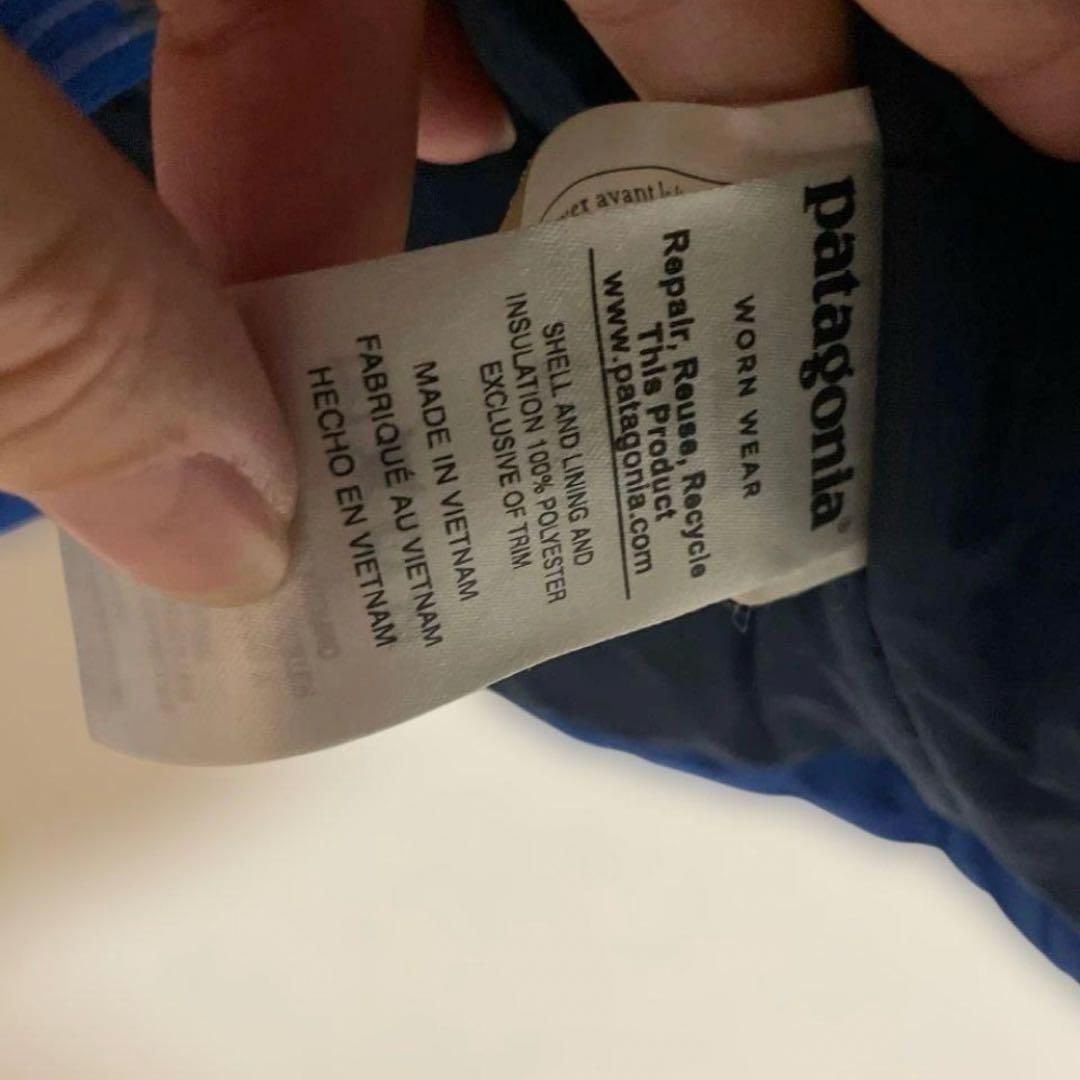 patagonia®
WORN WEAR
Repair, Reuse, Recycle
This Product
www.patagonia.com
SHELL AND LINING AND
INSULATION 100% POLYESTER
EXCLUSIVE OF TRIM
MADE IN VIETNAM
FABRIQUÉ AU VIETNAM
HECHO EN VIETNAM
avant